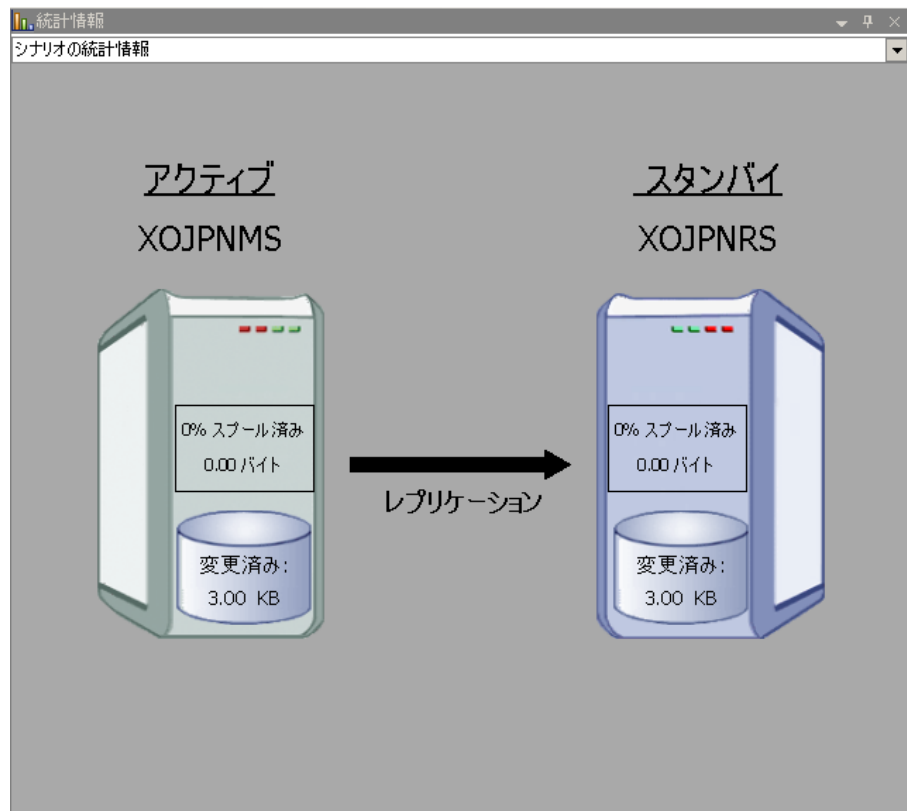 統計情報
シナリオの統計情報
アクティブ
XOJPNMS
スタンバイ
XOJPNRS
0% スプール済み
0.00 バイト
変更済み:
3.00 KB
レプリケーション
0% スプール済み
0.00 バイト
変更済み:
3.00 KB